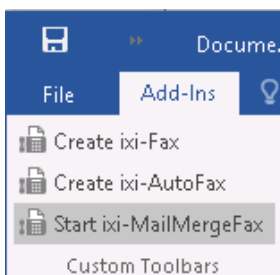 Docume.
File Add-Ins
Create ixi-Fax
Create ixi-AutoFax
Start ixi-MailMergeFax
Custom Toolbars